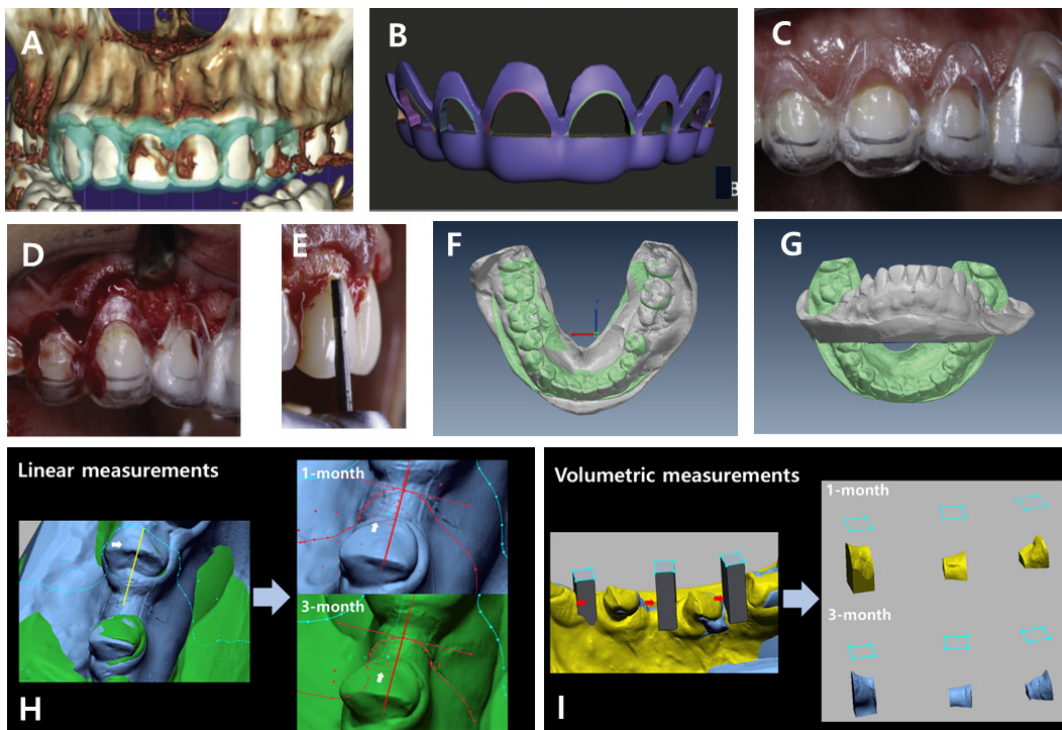 A
B
B
C
D
E
F
G
Linear measurements
1-month
3-month
H
Volumetric measurements
1-month
3-month
I